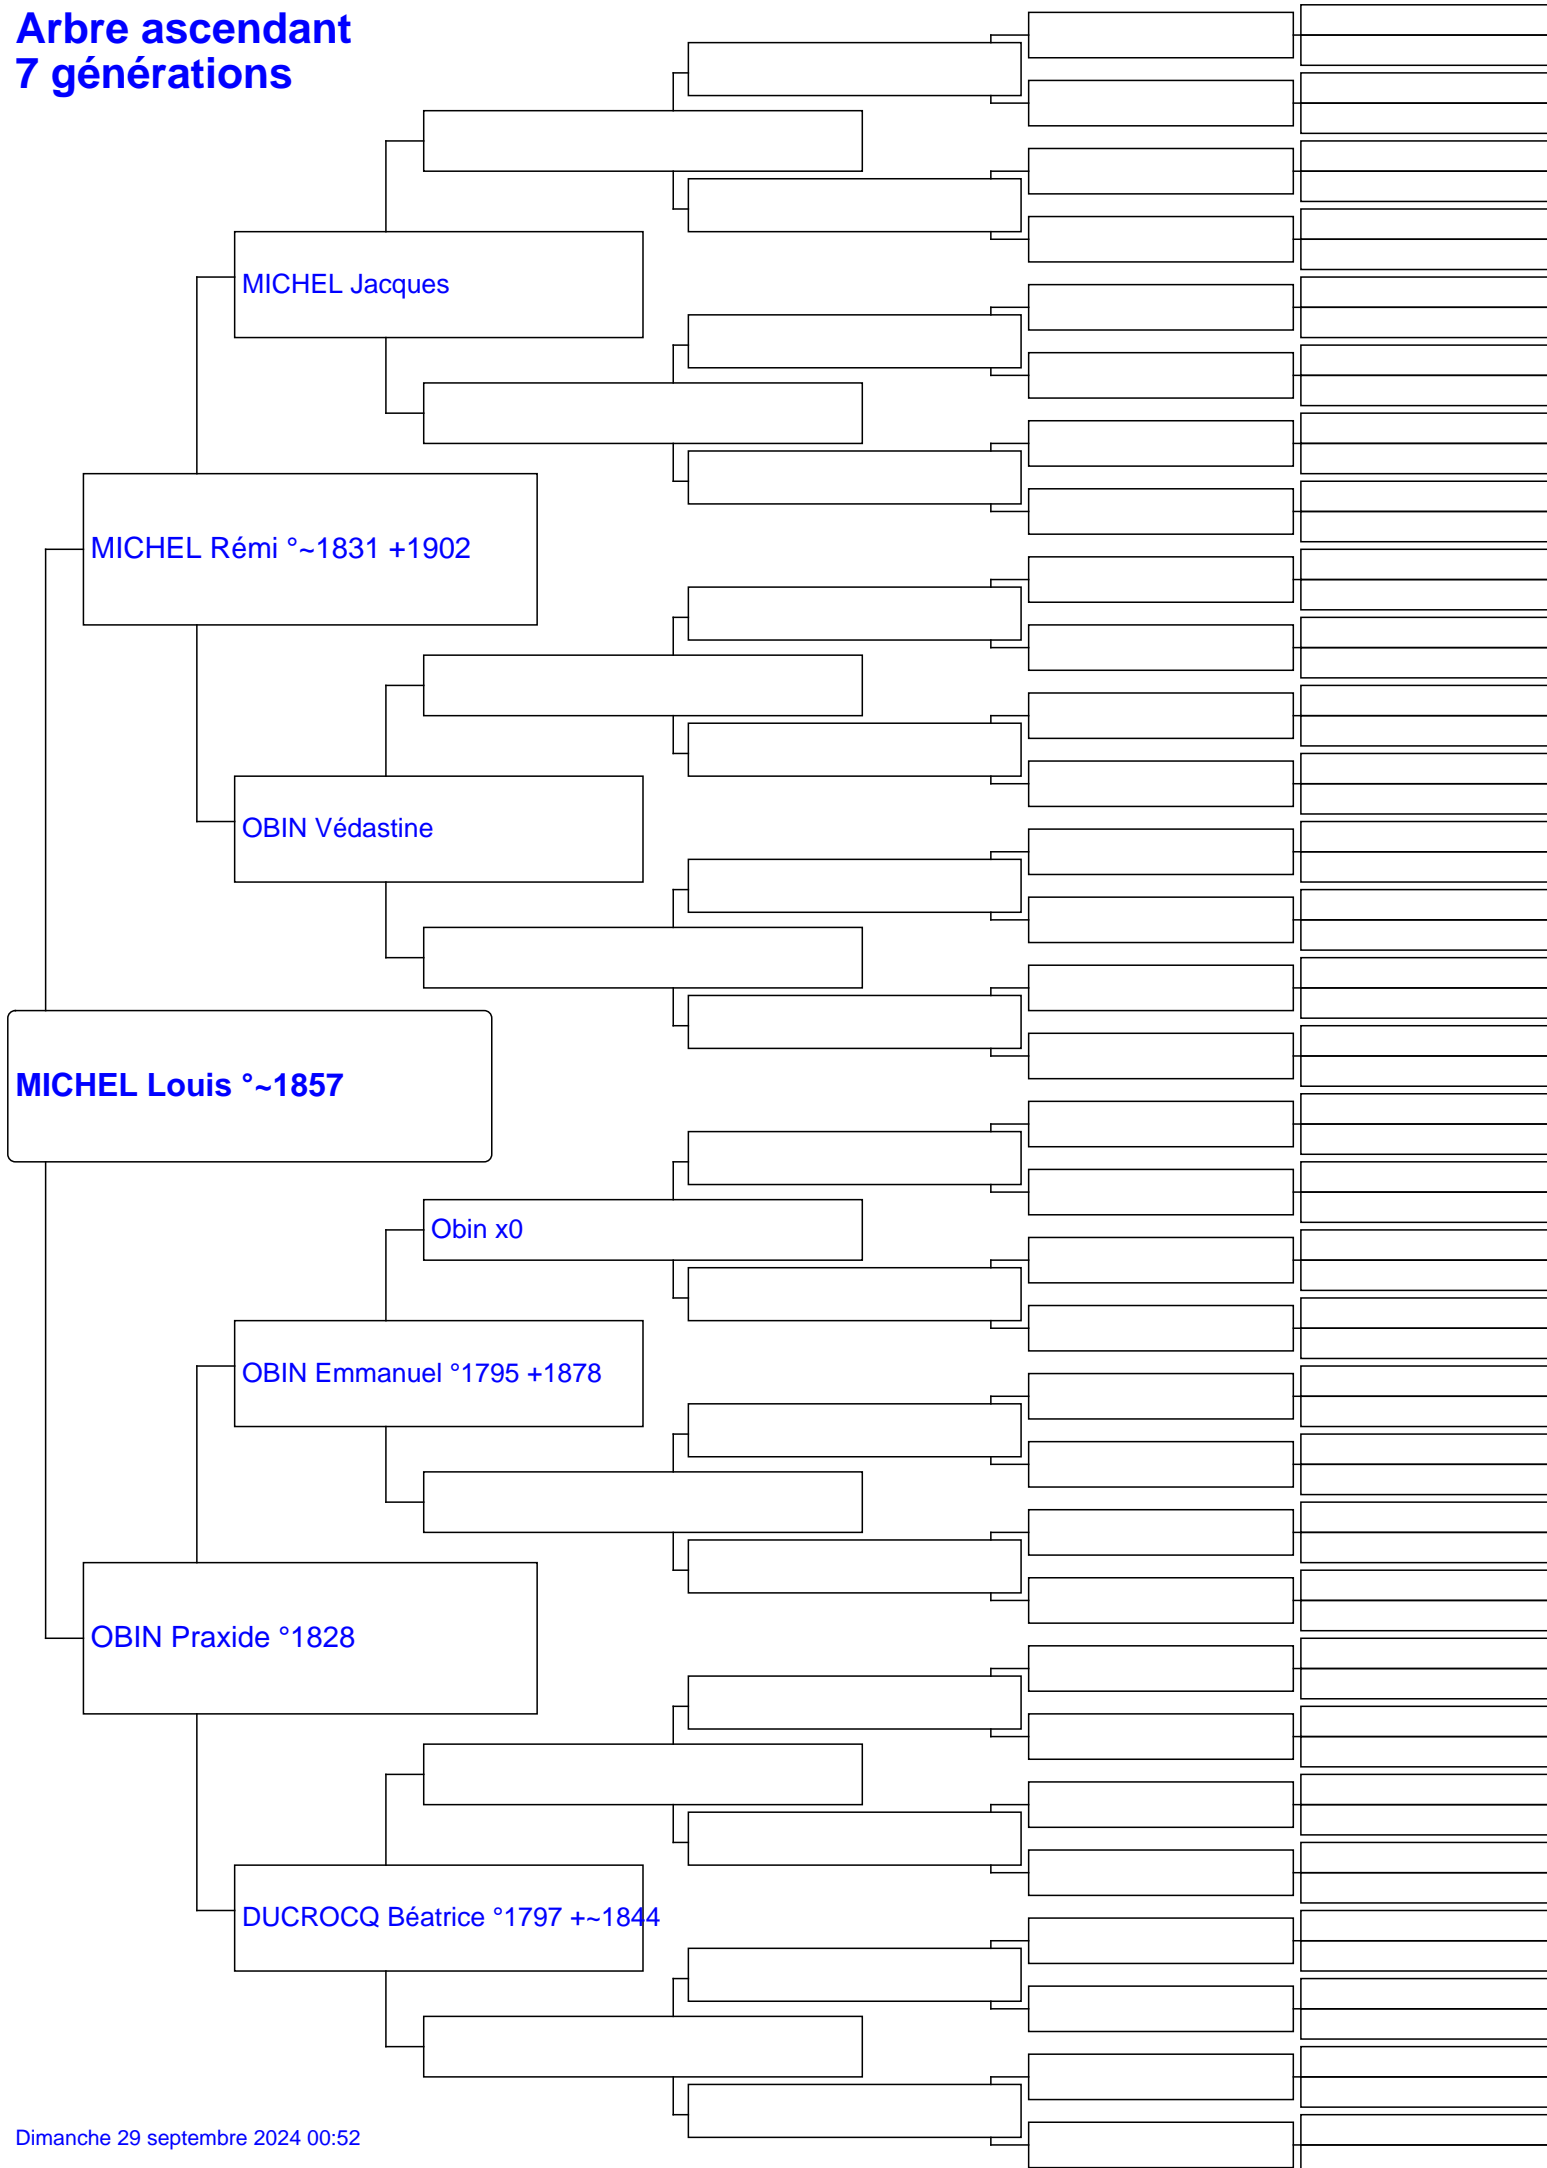 Arbre ascendant
7 générations
MICHEL Jacques
MICHEL Rémi °~1831 +1902
OBIN Védastine
MICHEL Louis °~1857
Obin x0
OBIN Emmanuel °1795 +1878
OBIN Praxide °1828
DUCROCQ Béatrice °1797 +~1844
Dimanche 29 septembre 2024 00:52